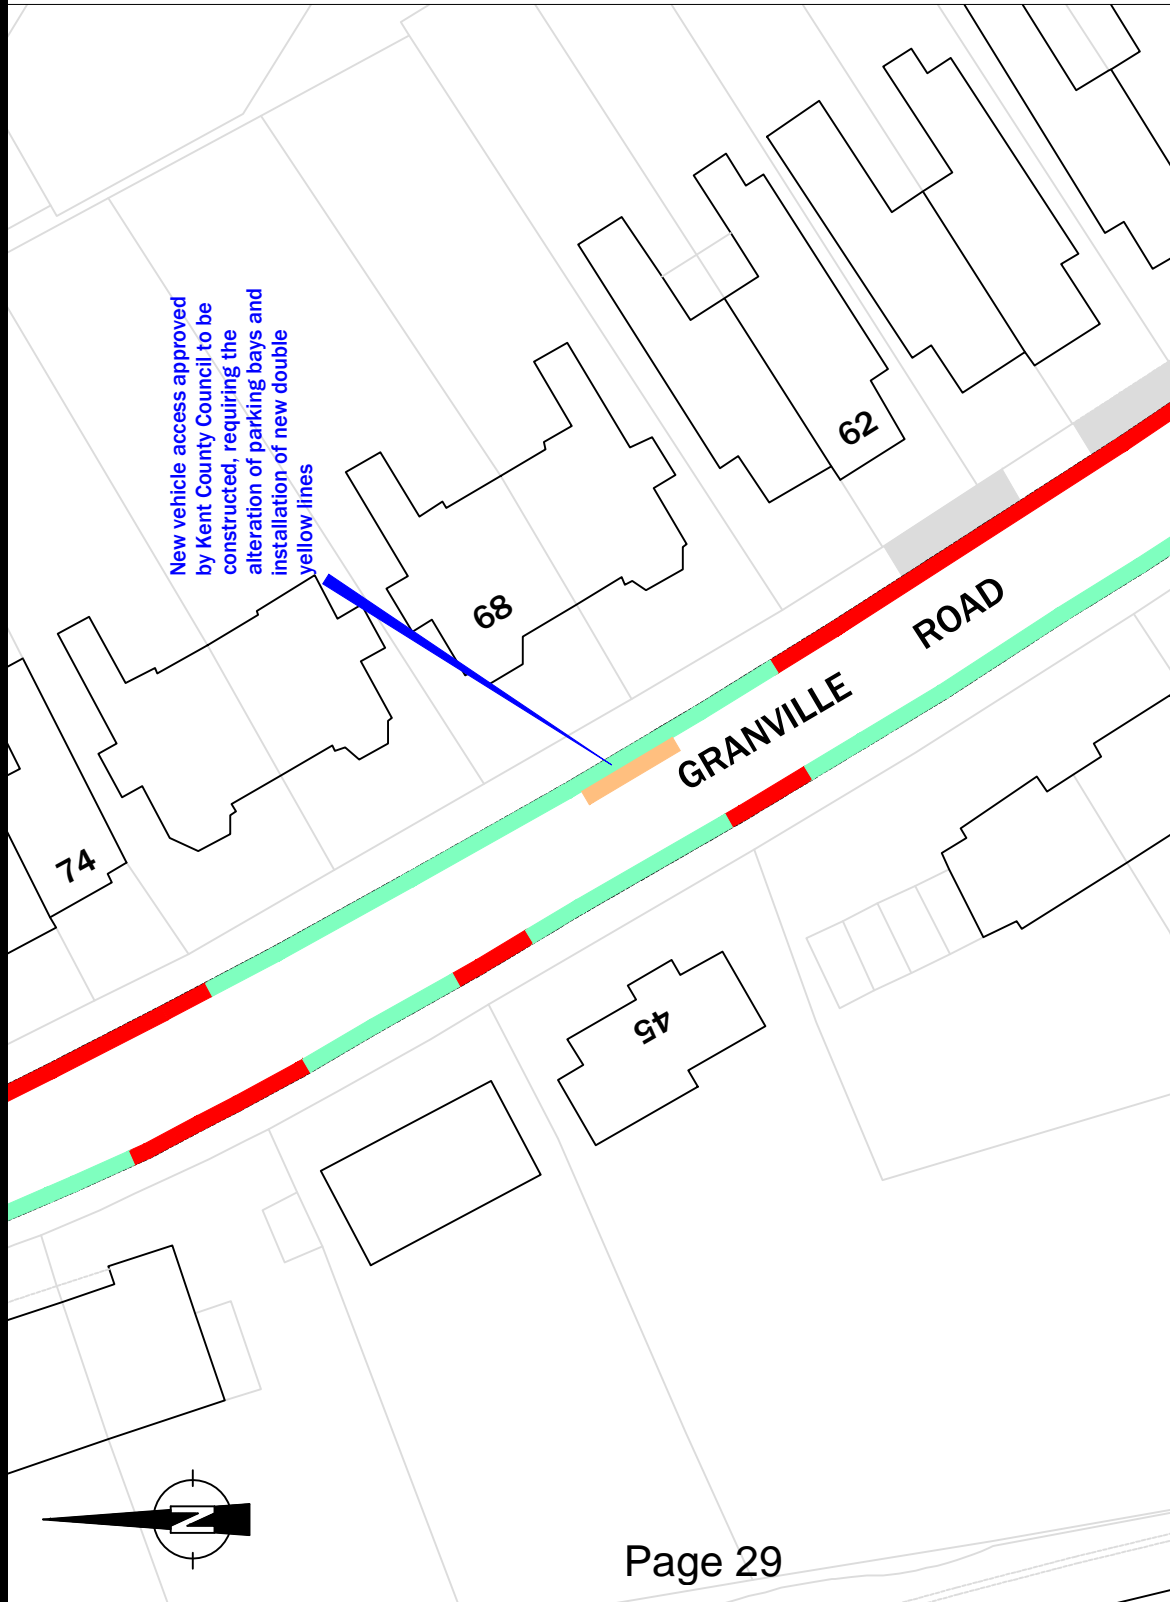 New vehicle access approved
by Kent County Council to be
constructed, requiring the
alteration of parking bays and
installation of new double
yellow lines
62
68
74
GRANVILLE ROAD
45
N
Page 29